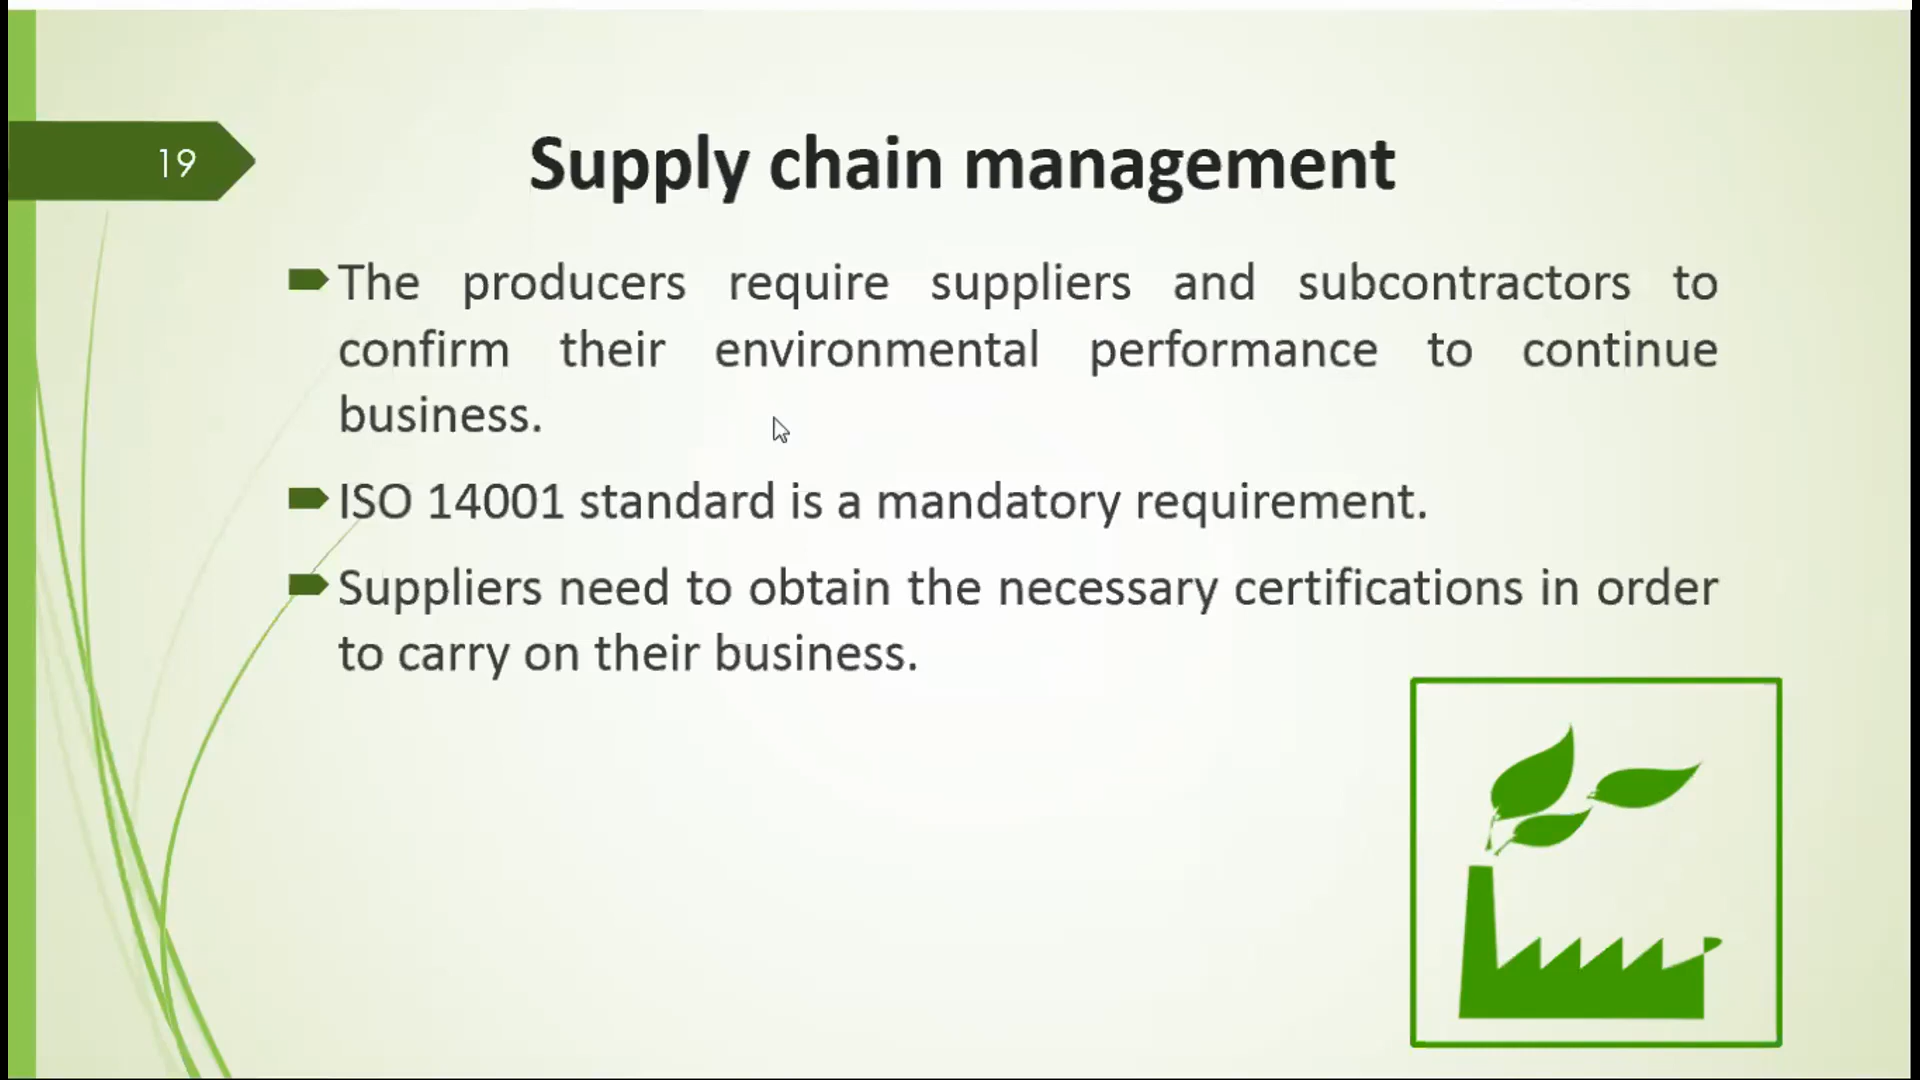 19
Supply chain management
The producers require suppliers and subcontractors to
confirm their environmental performance to continue
business.
ISO 14001 standard is a mandatory requirement.
Suppliers need to obtain the necessary certifications in order
to carry on their business.